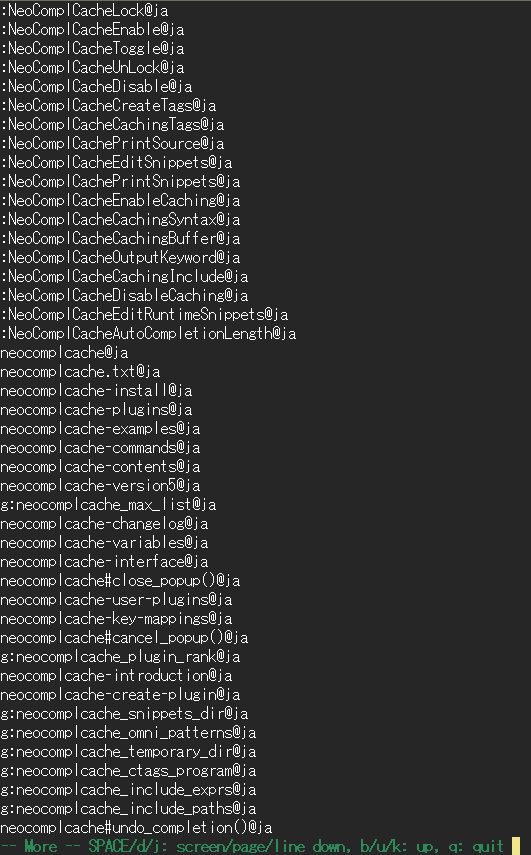 :NeoComplCacheLock@ja
:NeoComplCacheEnable@ja
:NeoComplCacheToggle@ja
:NeoComplCacheUnLock@ja
:NeoComplCacheDisable@ja
:NeoComplCacheCreateTags@ja
:NeoComplCacheCachingTags@ja
:NeoComplCachePrintSource@ja
:NeoComplCacheEditSnippets@ja
:NeoComplCachePrintSnippets@ja
:NeoComplCacheEnableCaching@ja
:NeoComplCacheCachingSyntax@ja
:NeoComplCacheCachingBuffer@ja
:NeoComplCacheOutputKeyword@ja
:NeoComplCacheCachingInclude@ja
:NeoComplCacheDisableCaching@ja
:NeoComplCacheEditRuntimeSnippets@ja
:NeoComplCacheAutoCompletionLength@ja
neocomplcache@ja
neocomplcache.txt@ja
neocomplcache-install@ja
neocomplcache-plugins@ja
neocomplcache-examples@ja
neocomplcache-commands@ja
neocomplcache-contents@ja
neocomplcache-version5@ja
g:neocomplcache_max_list@ja
neocomplcache-changelog@ja
neocomplcache-variables@ja
neocomplcache-interface@ja
neocomplcache#close_popup()@ja
neocomplcache-user-plugins@ja
neocomplcache-key-mappings@ja
neocomplcache#cancel_popup()@ja
g:neocomplcache_plugin_rank@ja
neocomplcache-introduction@ja
neocomplcache-create-plugin@ja
g:neocomplcache_snippets_dir@ja
g:neocomplcache_omni_patterns@ja
g:neocomplcache_temporary_dir@ja
g:neocomplcache_ctags_program@ja
g:neocomplcache_include_exprs@ja
g:neocomplcache_include_paths@ja
neocomplcache#undo_completion()@ja
-- More -- SPACE/d/j: screen/page/line down, b/u/k: up, q: quit